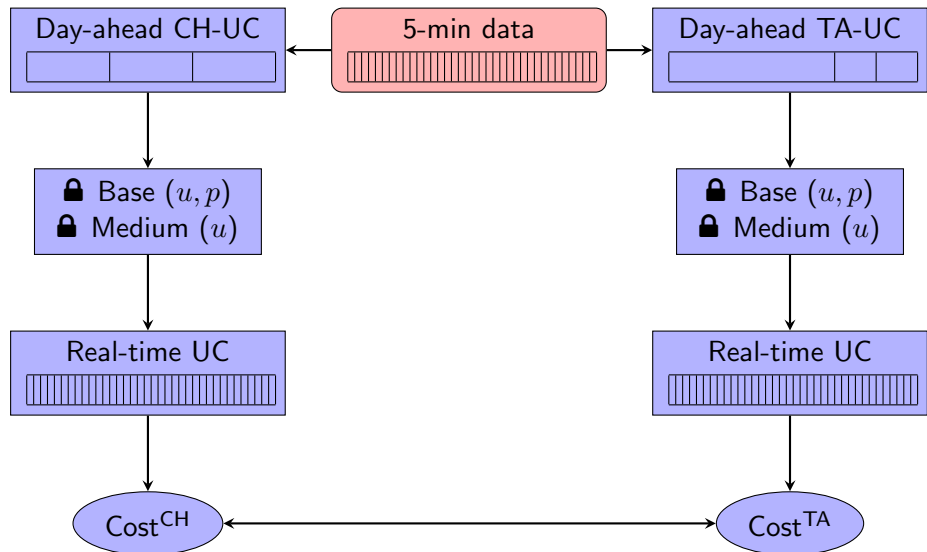 Day-ahead CH-UC
5-min data
Day-ahead TA-UC
Base (u, p)
Medium (u)
Base (u, p)
Medium (u)
Real-time UC
Real-time UC
Cost^CH
Cost^TA